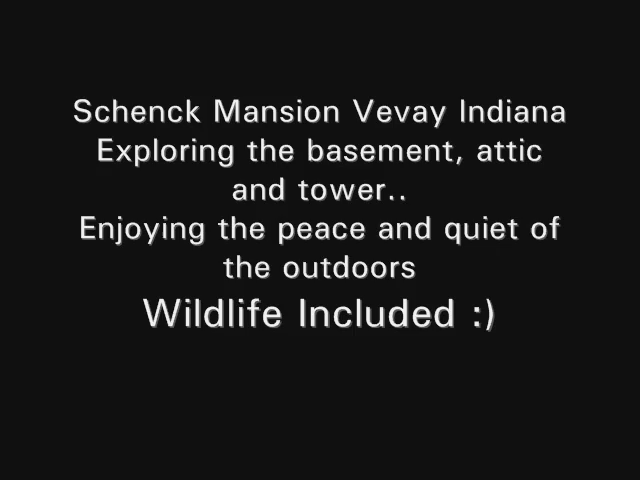 Schenck Mansion Vevay Indiana
Exploring the basement, attic
and tower..
Enjoying the peace and quiet of
the outdoors
Wildlife Included :)